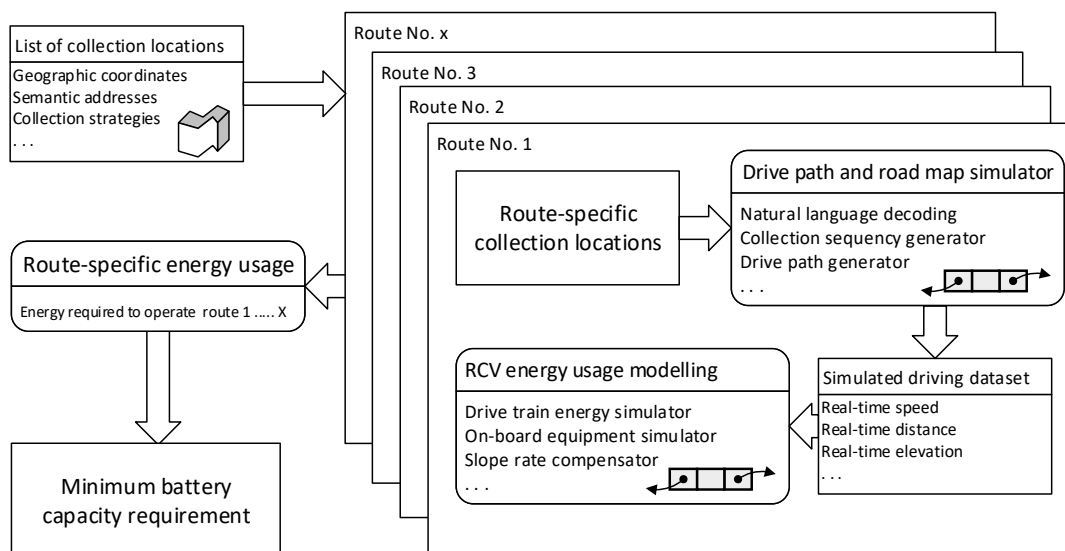 List of collection locations
Geographic coordinates
Semantic addresses
Collection strategies
. . .
Route No. x
Route No. 3
Route No. 2
Route No. 1
Route-specific
collection locations
Drive path and road map simulator
Natural language decoding
Collection sequency generator
Drive path generator
. . .
Route-specific energy usage
Energy required to operate route 1 ..... X
RCV energy usage modelling
Drive train energy simulator
On-board equipment simulator
Slope rate compensator
. . .
Simulated driving dataset
Real-time speed
Real-time distance
Real-time elevation
. . .
Minimum battery
capacity requirement